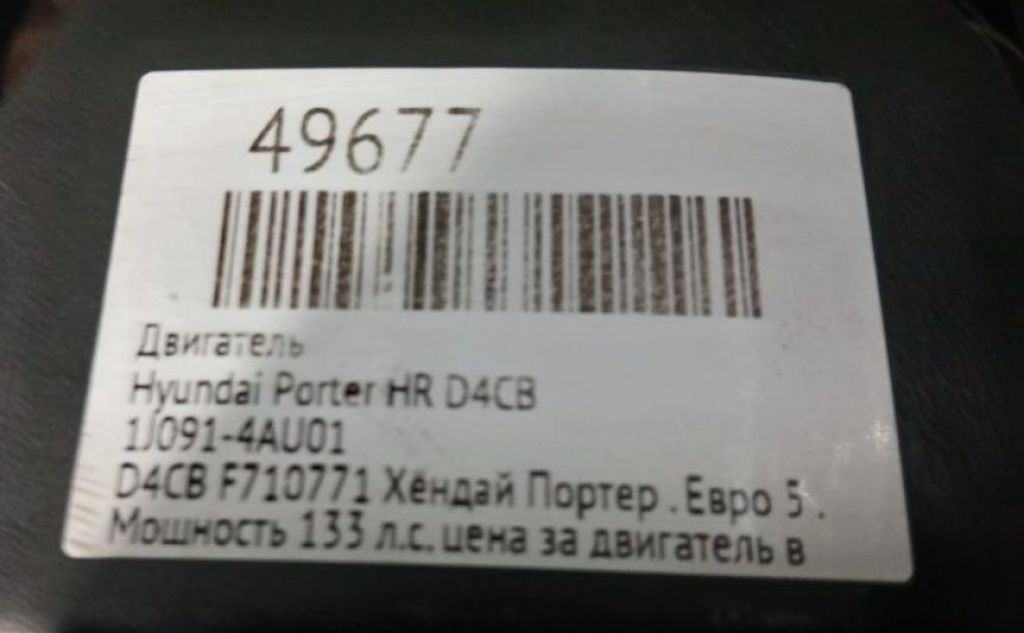 49677
Двигатель
Hyundai Porter HR D4CB
1J091-4AU01
D4CB F710771 Хёндай Портер . Евро 5 .
Мощность 133 л.с. цена за двигатель в